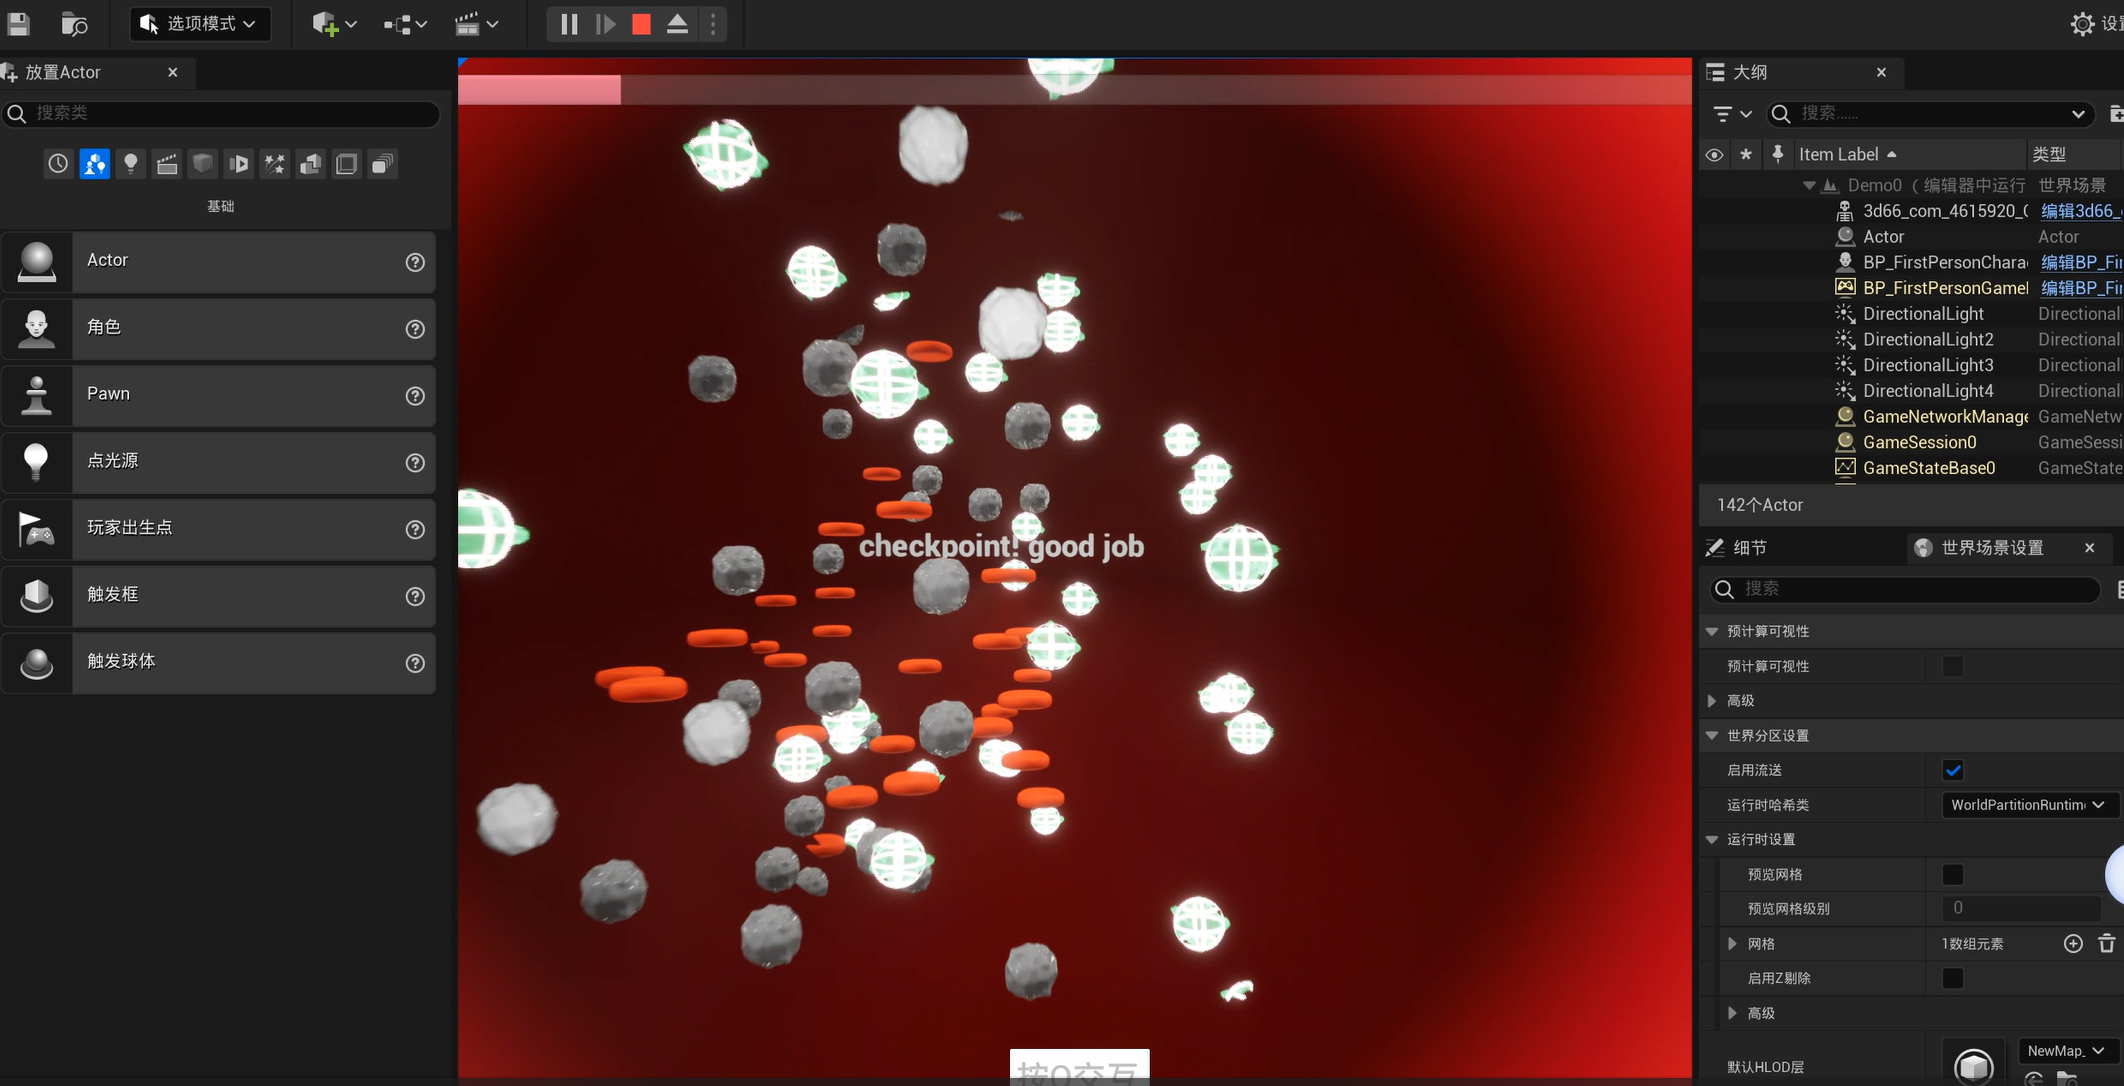 选项模式
设置
放置Actor
搜索类
基础
Actor
角色
Pawn
点光源
玩家出生点
触发框
触发球体
checkpoint! good job
按Q交互
大纲
搜索......
Item Label 类型
Demo0（编辑器中运行 世界场景
3d66_com_4615920_ 编辑3d66_
Actor Actor
BP_FirstPersonChara 编辑BP_Fi
BP_FirstPersonGame 编辑BP_Fi
DirectionalLight Directional
DirectionalLight2 Directional
DirectionalLight3 Directional
DirectionalLight4 Directional
GameNetworkManage GameNetw
GameSession0 GameSessi
GameStateBase0 GameState
142个Actor
细节 世界场景设置
搜索
预计算可视性
预计算可视性
高级
世界分区设置
启用流送
运行时哈希类 WorldPartitionRuntim
运行时设置
预览网格
预览网格级别 0
网格 1数组元素
启用Z剔除
高级
默认HLOD层 NewMap_